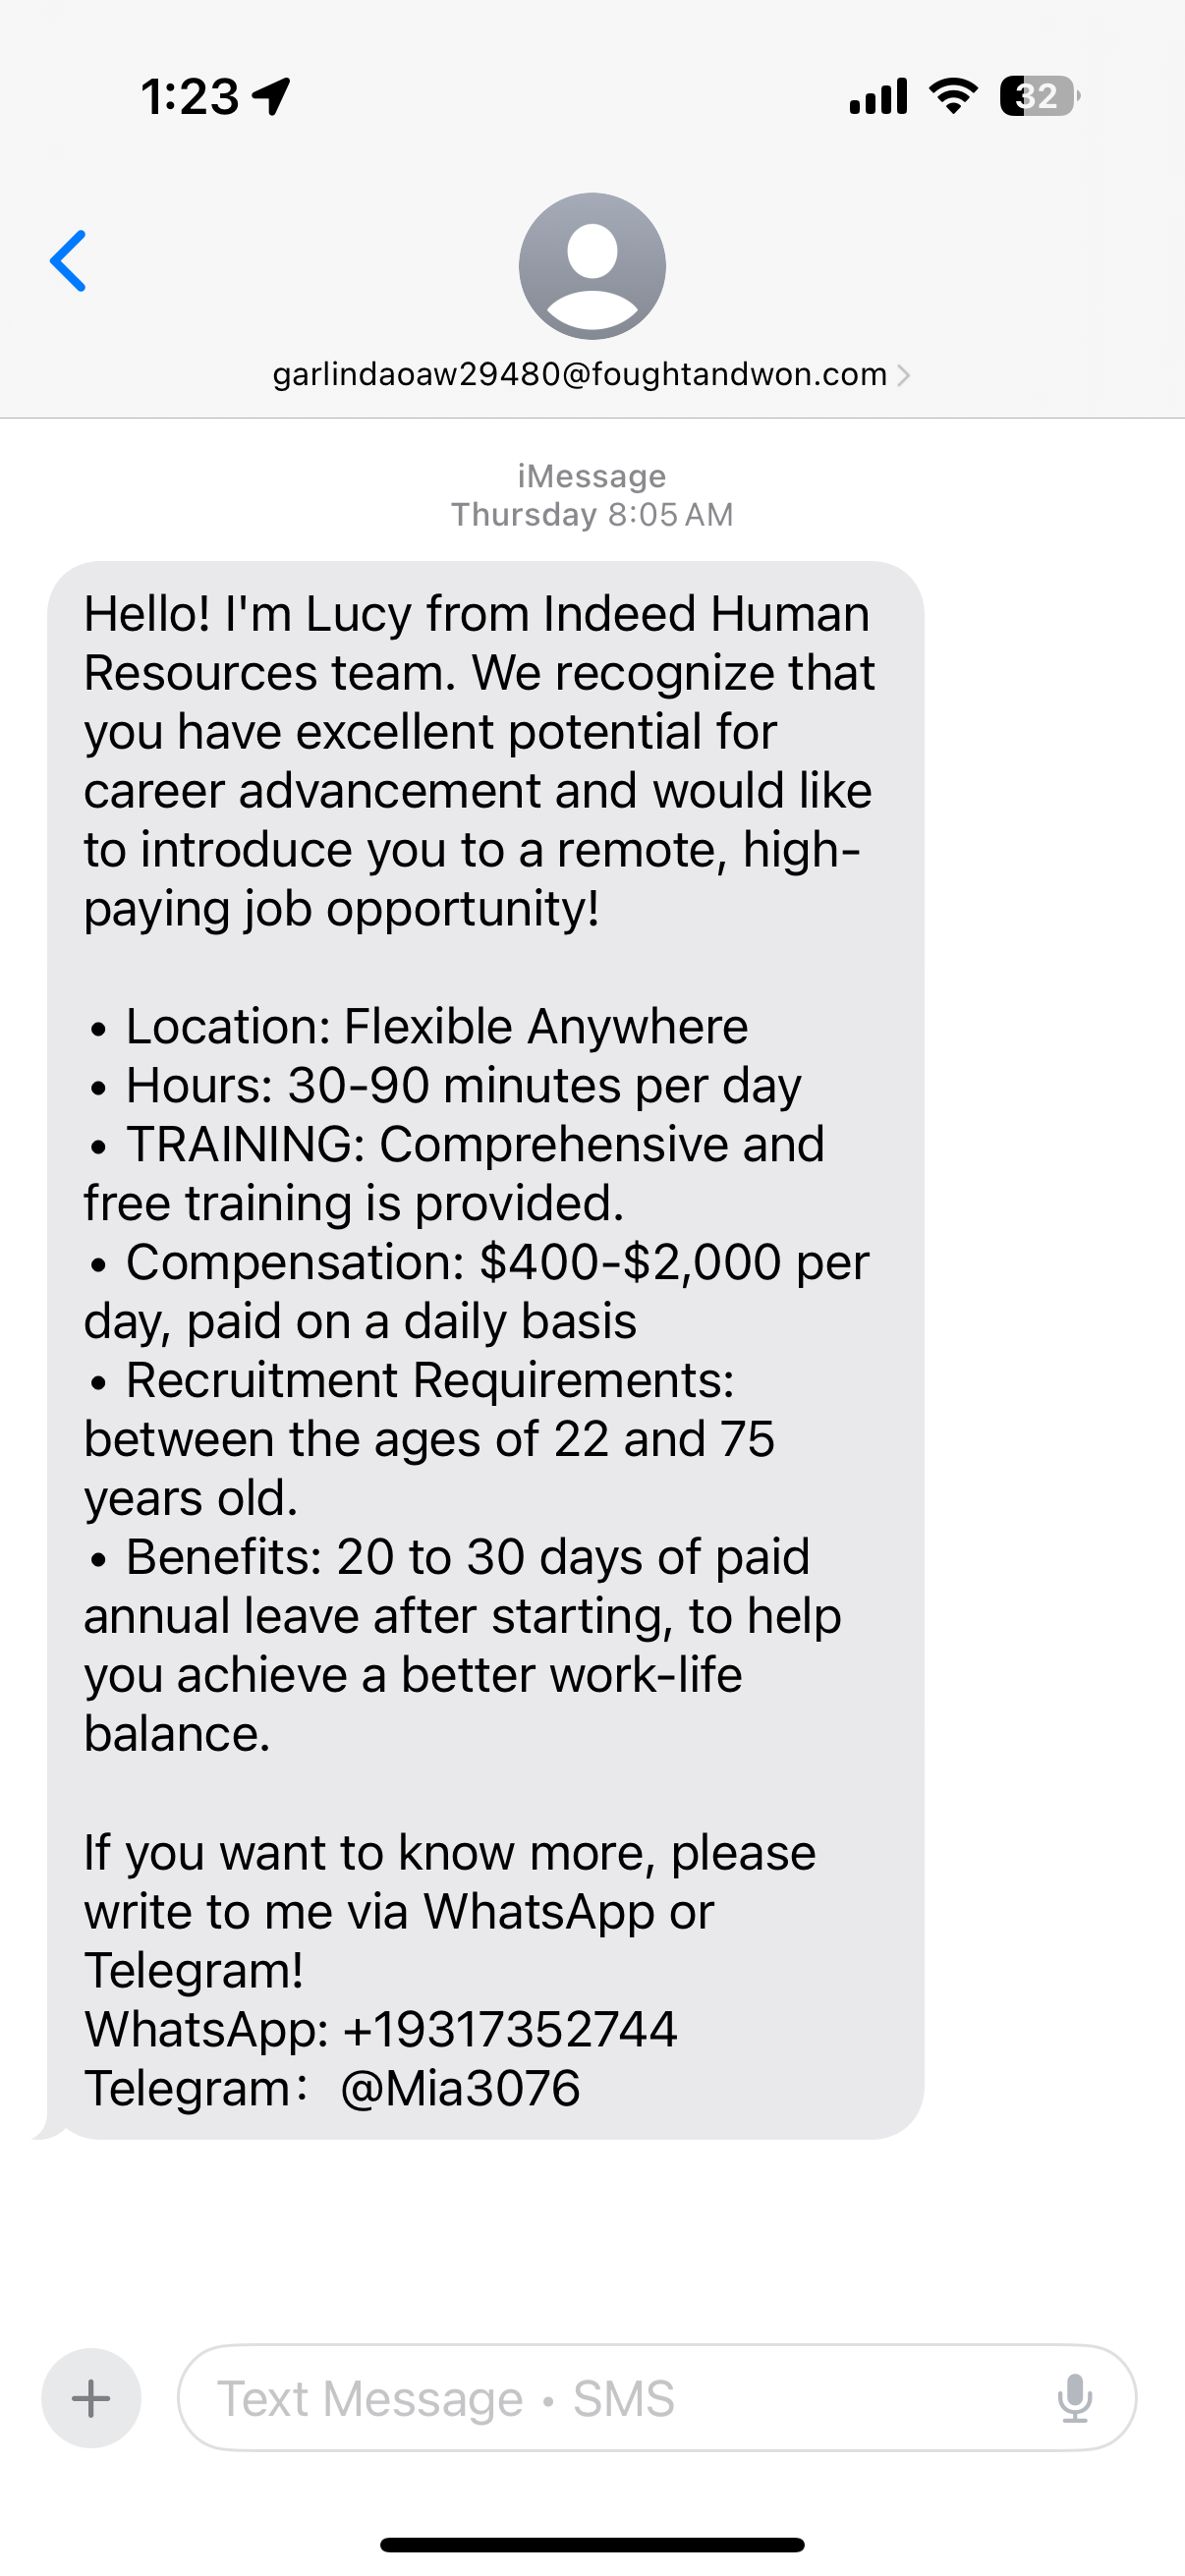 1:23
32
garlindaoaw29480@foughtandwon.com
iMessage
Thursday 8:05 AM
Hello! I'm Lucy from Indeed Human
Resources team. We recognize that
you have excellent potential for
career advancement and would like
to introduce you to a remote, high-
paying job opportunity!
• Location: Flexible Anywhere
• Hours: 30-90 minutes per day
• TRAINING: Comprehensive and
free training is provided.
• Compensation: $400-$2,000 per
day, paid on a daily basis
• Recruitment Requirements:
between the ages of 22 and 75
years old.
• Benefits: 20 to 30 days of paid
annual leave after starting, to help
you achieve a better work-life
balance.
If you want to know more, please
write to me via WhatsApp or
Telegram!
WhatsApp: +19317352744
Telegram： @Mia3076
Text Message • SMS